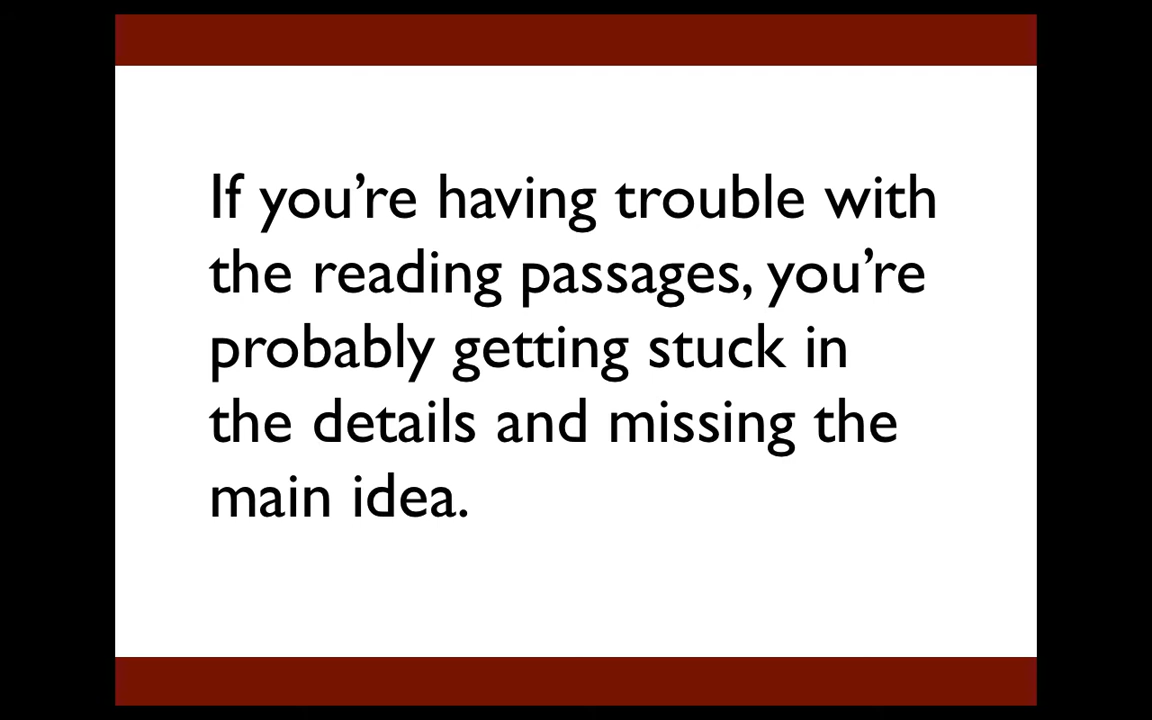 If you’re having trouble with
the reading passages, you’re
probably getting stuck in
the details and missing the
main idea.